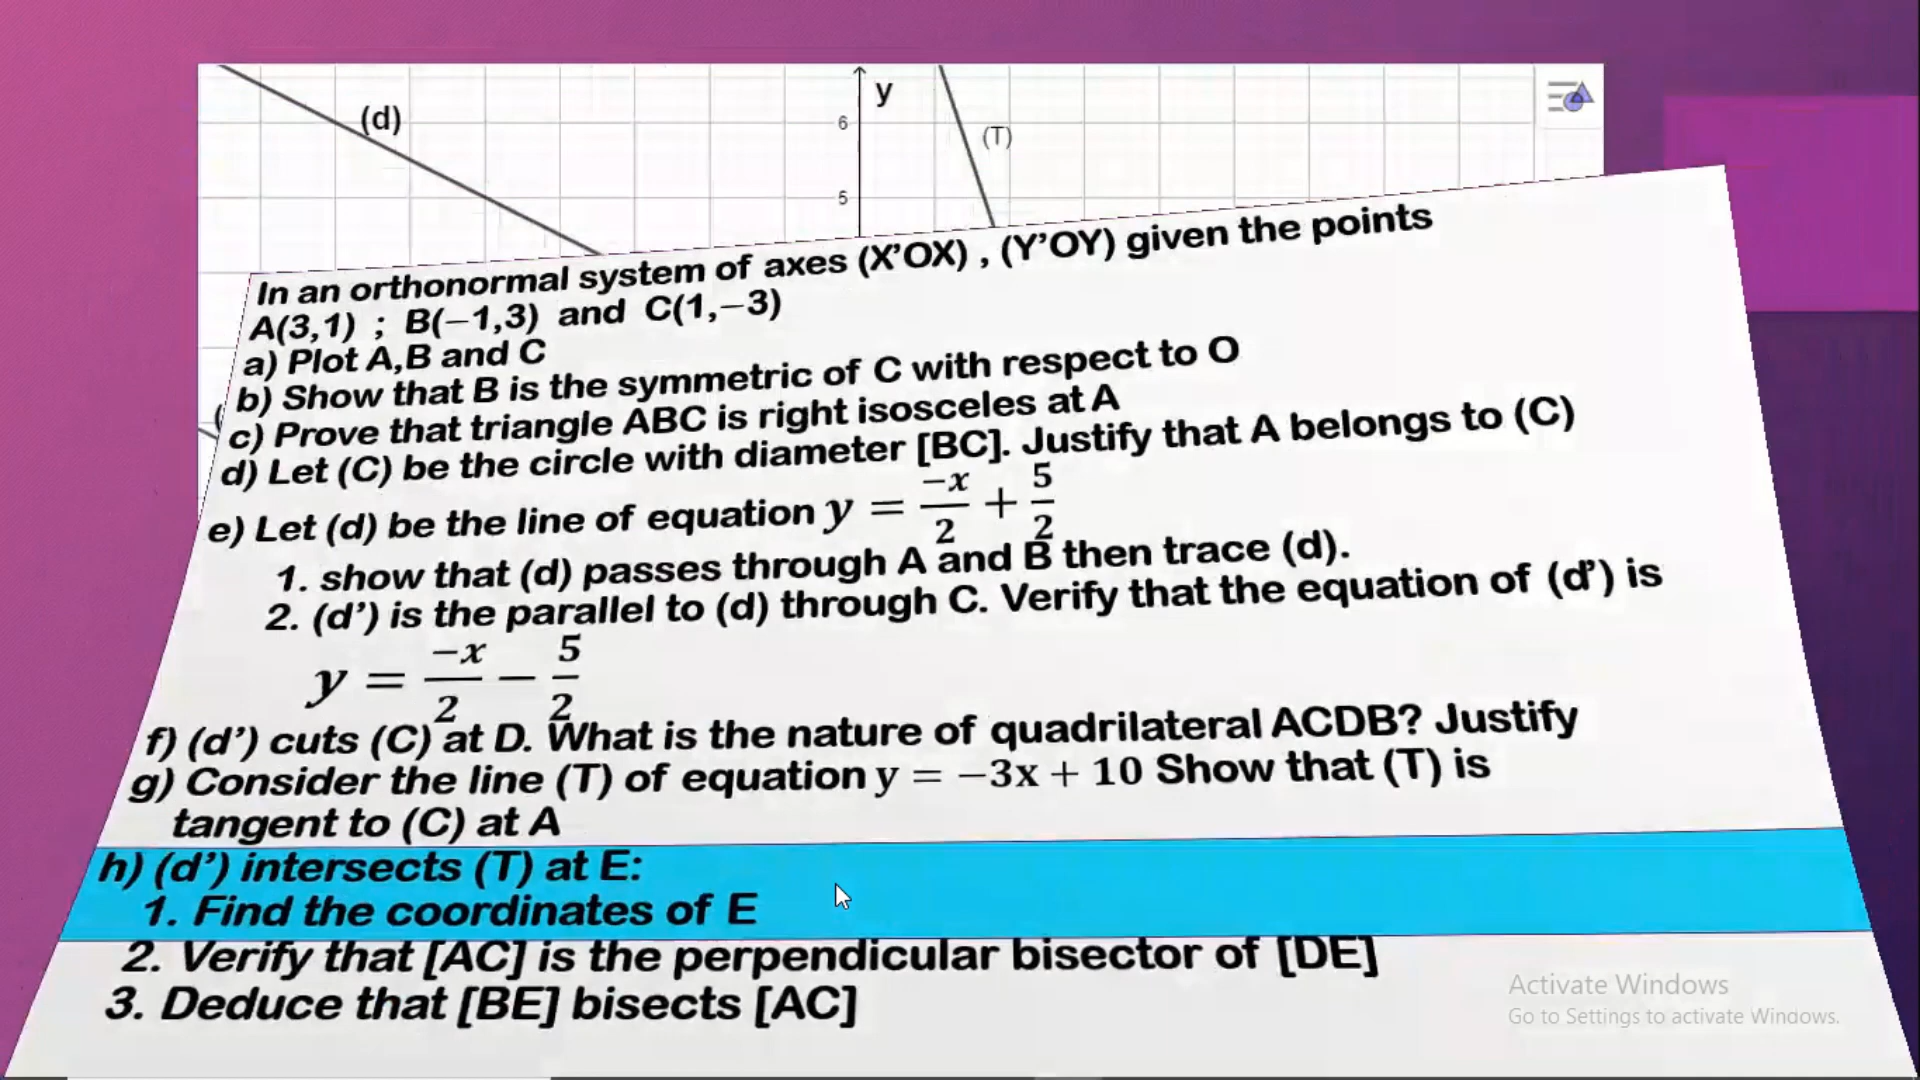 (d)
y
6
(T)
5
In an orthonormal system of axes (X’OX) , (Y’OY) given the points
A(3,1) ; B(−1,3) and C(1,−3)
a) Plot A,B and C
b) Show that B is the symmetric of C with respect to O
c) Prove that triangle ABC is right isosceles at A
d) Let (C) be the circle with diameter [BC]. Justify that A belongs to (C)
e) Let (d) be the line of equation y = −x/2 + 5/2
1. show that (d) passes through A and B then trace (d).
2. (d’) is the parallel to (d) through C. Verify that the equation of (d’) is
y = −x/2 − 5/2
f) (d’) cuts (C) at D. What is the nature of quadrilateral ACDB? Justify
g) Consider the line (T) of equation y = −3x + 10 Show that (T) is
tangent to (C) at A
h) (d’) intersects (T) at E:
1. Find the coordinates of E
2. Verify that [AC] is the perpendicular bisector of [DE]
3. Deduce that [BE] bisects [AC]
Activate Windows
Go to Settings to activate Windows.